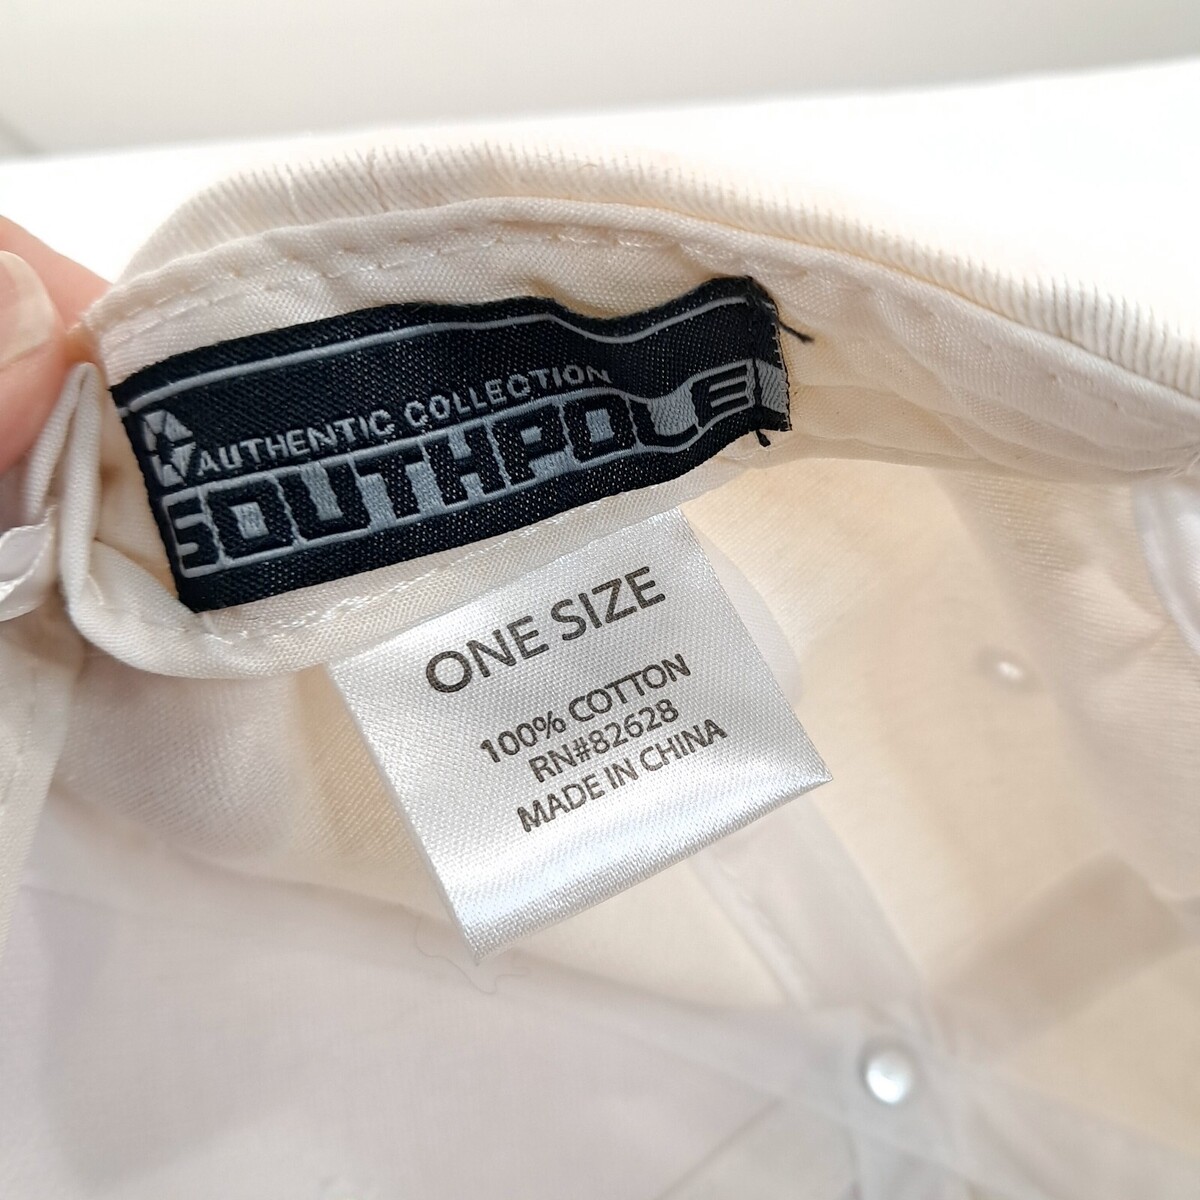 AUTHENTIC COLLECTION
SOUTHPOLE
ONE SIZE
100% COTTON
RN#82628
MADE IN CHINA